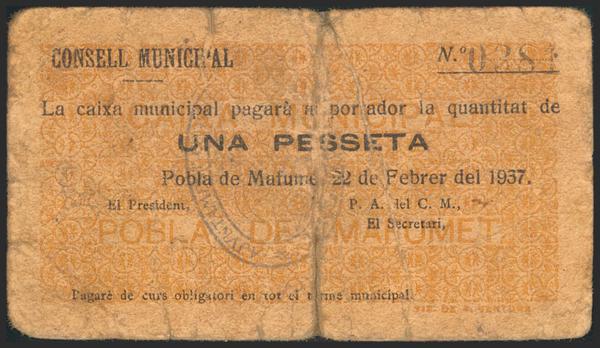 CONSELL MUNICIPAL
N.º 0284
La caixa municipal pagarà al portador la quantitat de
UNA PESSETA
Pobla de Mafumet, 22 de Febrer del 1937.
El President, P. A. del C. M.,
El Secretari,
POBLA DE MAFUMET
Pagaré de curs obligatori en tot el terme municipal.